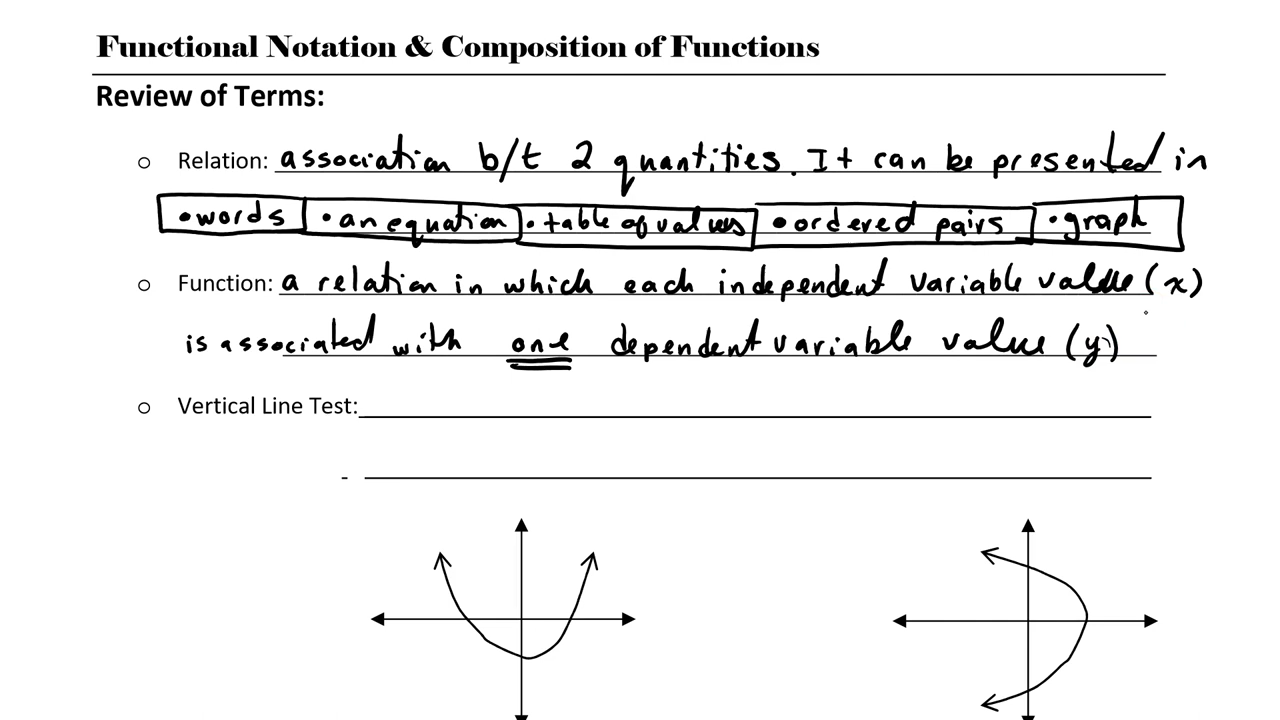 Functional Notation & Composition of Functions
Review of Terms:
o Relation: association b/t 2 quantities. It can be presented in
•words •an equation •table of values •ordered pairs •graph
o Function: a relation in which each independent variable value (x)
is associated with one dependent variable value (y)
o Vertical Line Test:
-